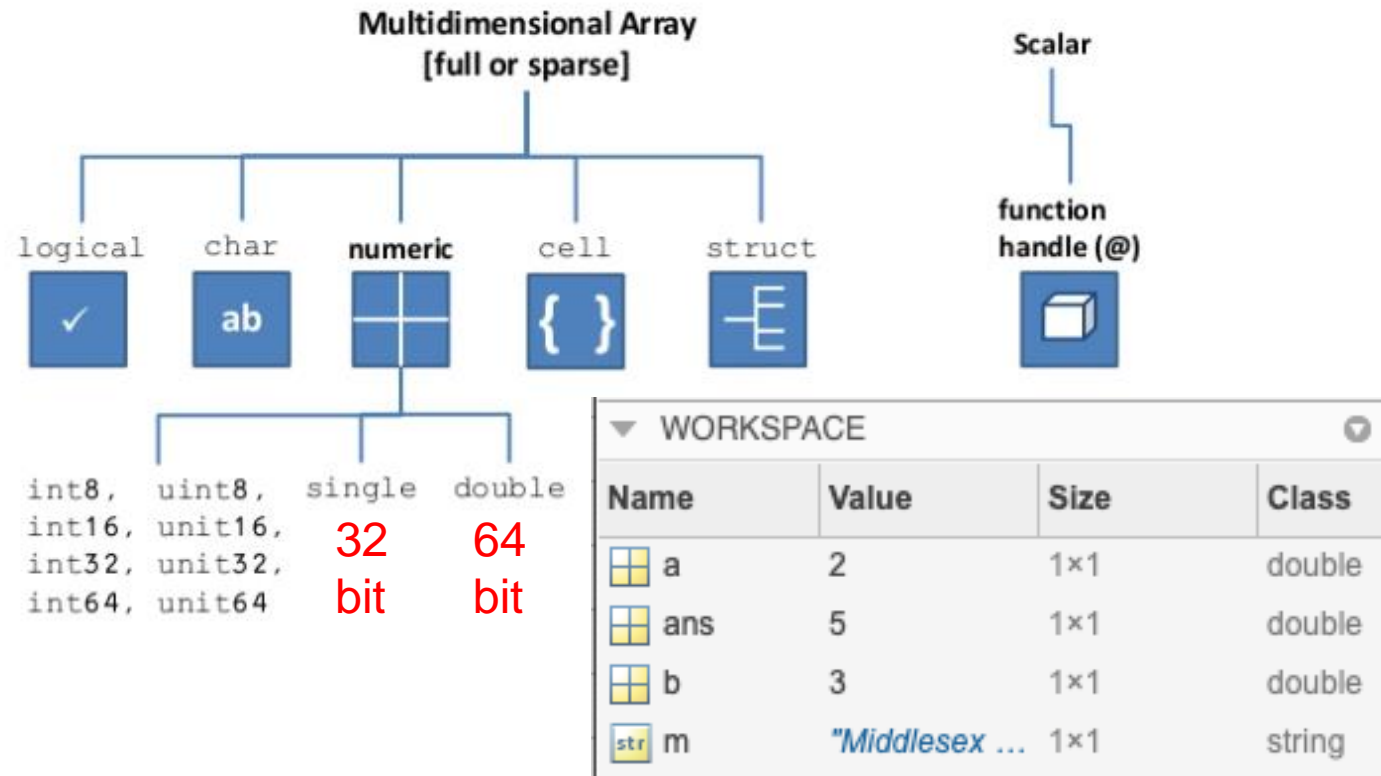 Multidimensional Array
[full or sparse]
Scalar
logical char numeric cell struct
function
handle (@)
✓ ab { }
int8, uint8, single double
int16, unit16,
int32, unit32,
int64, unit64
32
bit
64
bit
WORKSPACE
Name Value Size Class
a 2 1×1 double
ans 5 1×1 double
b 3 1×1 double
str m "Middlesex ... 1×1 string